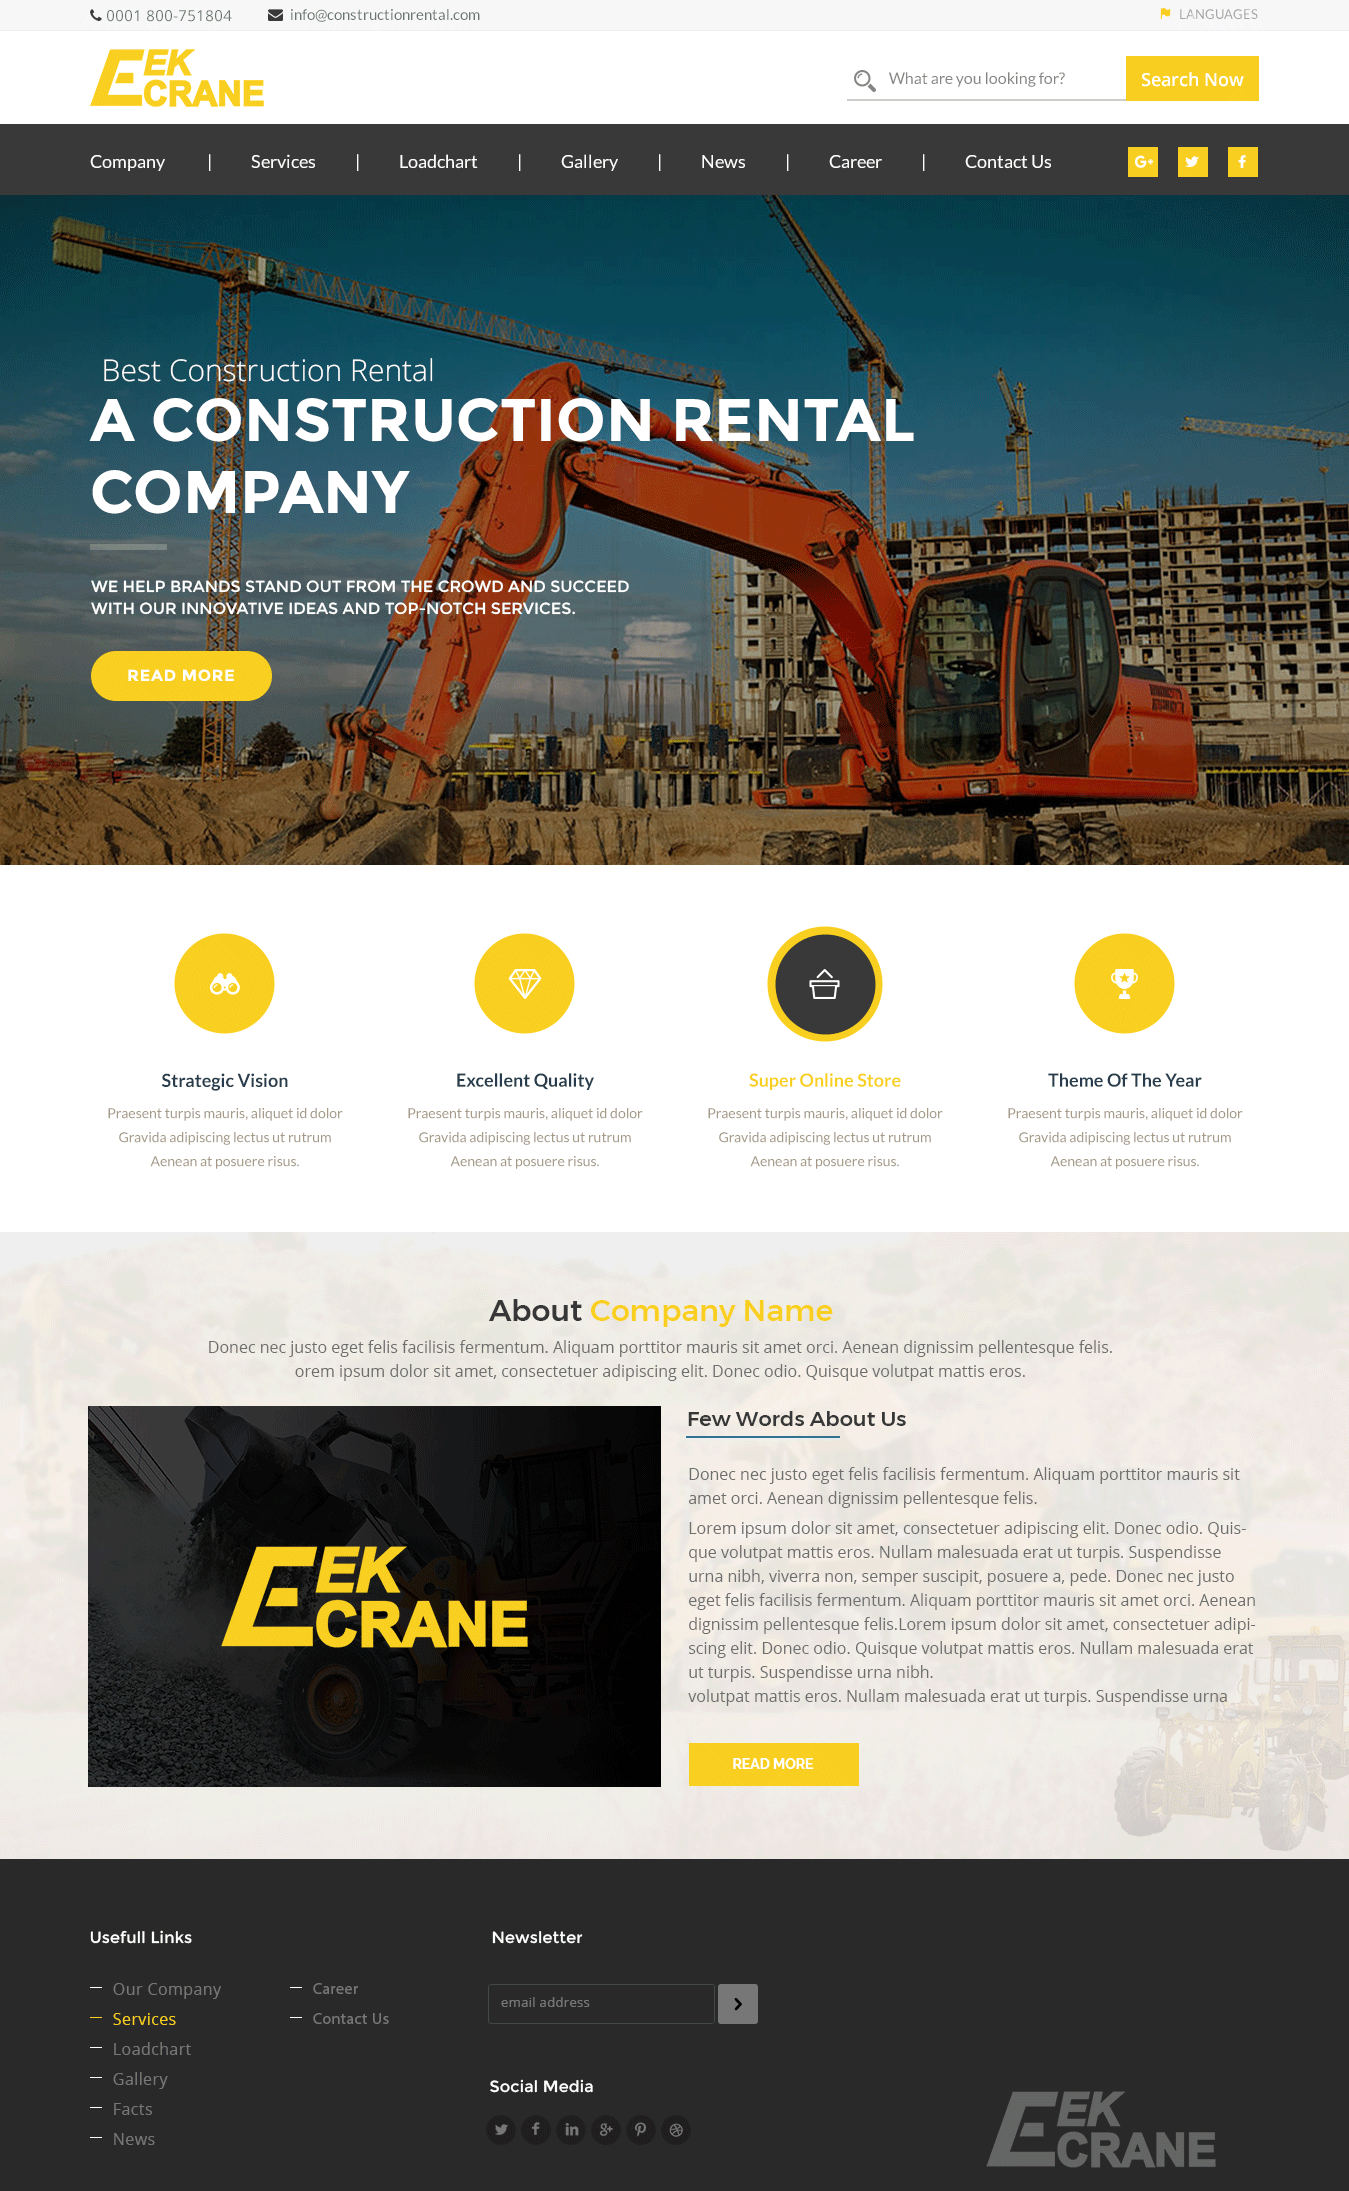 0001 800-751804
info@constructionrental.com
LANGUAGES
EEK
CRANE
What are you looking for?
Search Now
Company | Services | Loadchart | Gallery | News | Career | Contact Us
Best Construction Rental
A CONSTRUCTION RENTAL
COMPANY
WE HELP BRANDS STAND OUT FROM THE CROWD AND SUCCEED
WITH OUR INNOVATIVE IDEAS AND TOP-NOTCH SERVICES.
READ MORE
Strategic Vision
Praesent turpis mauris, aliquet id dolor
Gravida adipiscing lectus ut rutrum
Aenean at posuere risus.
Excellent Quality
Praesent turpis mauris, aliquet id dolor
Gravida adipiscing lectus ut rutrum
Aenean at posuere risus.
Super Online Store
Praesent turpis mauris, aliquet id dolor
Gravida adipiscing lectus ut rutrum
Aenean at posuere risus.
Theme Of The Year
Praesent turpis mauris, aliquet id dolor
Gravida adipiscing lectus ut rutrum
Aenean at posuere risus.
About Company Name
Donec nec justo eget felis facilisis fermentum. Aliquam porttitor mauris sit amet orci. Aenean dignissim pellentesque felis.
orem ipsum dolor sit amet, consectetuer adipiscing elit. Donec odio. Quisque volutpat mattis eros.
EEK
CRANE
Few Words About Us
Donec nec justo eget felis facilisis fermentum. Aliquam porttitor mauris sit
amet orci. Aenean dignissim pellentesque felis.
Lorem ipsum dolor sit amet, consectetuer adipiscing elit. Donec odio. Quis-
que volutpat mattis eros. Nullam malesuada erat ut turpis. Suspendisse
urna nibh, viverra non, semper suscipit, posuere a, pede. Donec nec justo
eget felis facilisis fermentum. Aliquam porttitor mauris sit amet orci. Aenean
dignissim pellentesque felis.Lorem ipsum dolor sit amet, consectetuer adipi-
scing elit. Donec odio. Quisque volutpat mattis eros. Nullam malesuada erat
ut turpis. Suspendisse urna nibh.
volutpat mattis eros. Nullam malesuada erat ut turpis. Suspendisse urna
READ MORE
Usefull Links
Our Company
Services
Loadchart
Gallery
Facts
News
Career
Contact Us
Newsletter
email address
Social Media
EEK
CRANE